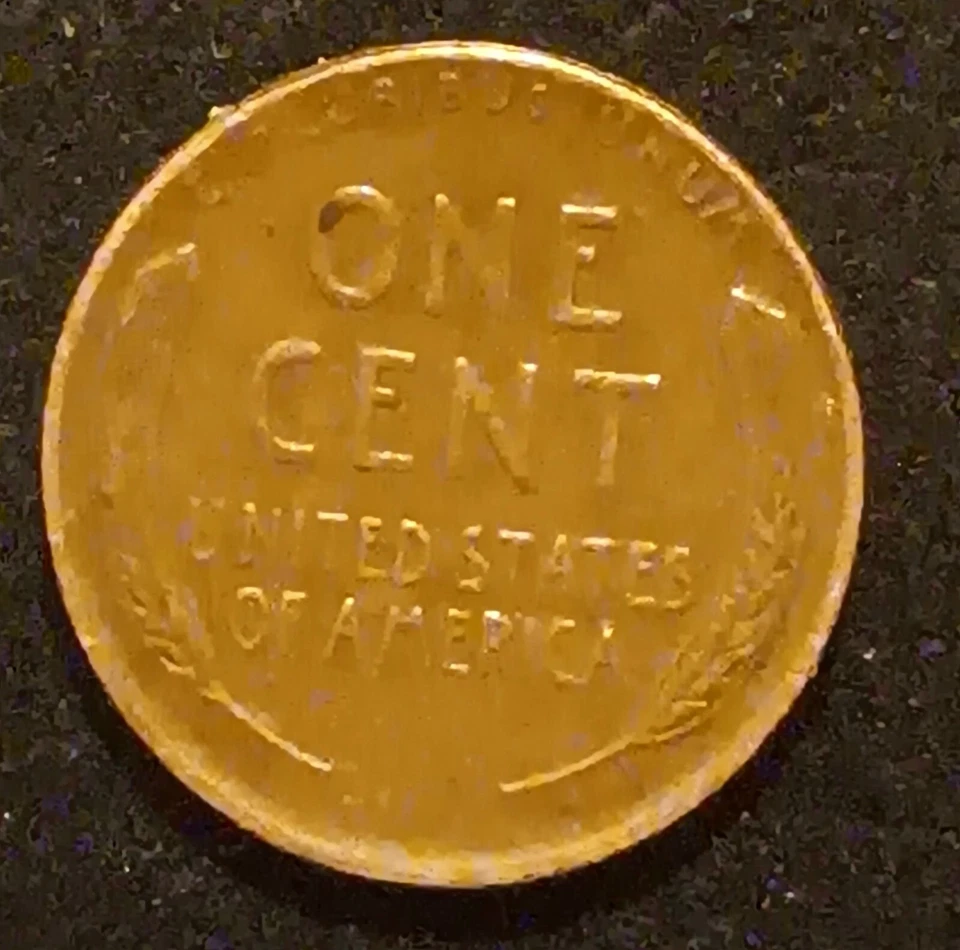 ONE
CENT
UNITED STATES
OF AMERICA